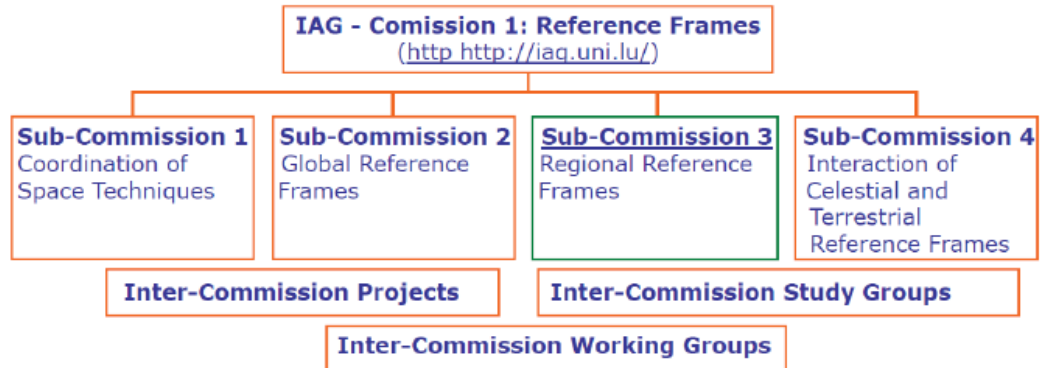 IAG - Comission 1: Reference Frames
(http http://iag.uni.lu/)
Sub-Commission 1
Coordination of
Space Techniques
Sub-Commission 2
Global Reference
Frames
Sub-Commission 3
Regional Reference
Frames
Sub-Commission 4
Interaction of
Celestial and
Terrestrial
Reference Frames
Inter-Commission Projects
Inter-Commission Study Groups
Inter-Commission Working Groups